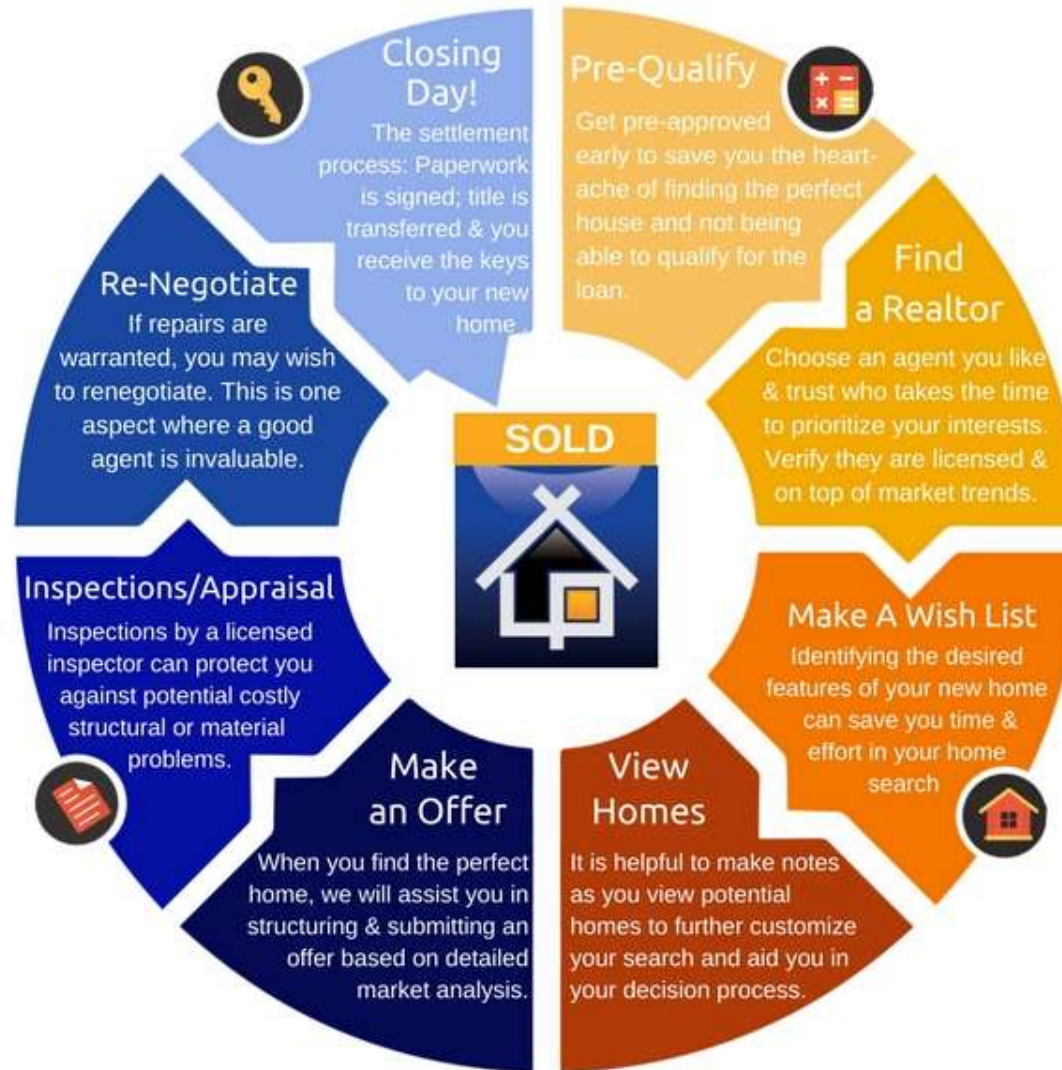 Pre-Qualify
Get pre-approved
early to save you the heart-
ache of finding the perfect
house and not being
able to qualify for the
loan.
Find
a Realtor
Choose an agent you like
& trust who takes the time
to prioritize your interests.
Verify they are licensed &
on top of market trends.
Make A Wish List
Identifying the desired
features of your new home
can save you time &
effort in your home
search
View
Homes
It is helpful to make notes
as you view potential
homes to further customize
your search and aid you in
your decision process.
Make
an Offer
When you find the perfect
home, we will assist you in
structuring & submitting an
offer based on detailed
market analysis.
Inspections/Appraisal
Inspections by a licensed
inspector can protect you
against potential costly
structural or material
problems.
Re-Negotiate
If repairs are
warranted, you may wish
to renegotiate. This is one
aspect where a good
agent is invaluable.
Closing
Day!
The settlement
process: Paperwork
is signed; title is
transferred & you
receive the keys
to your new
home .
SOLD